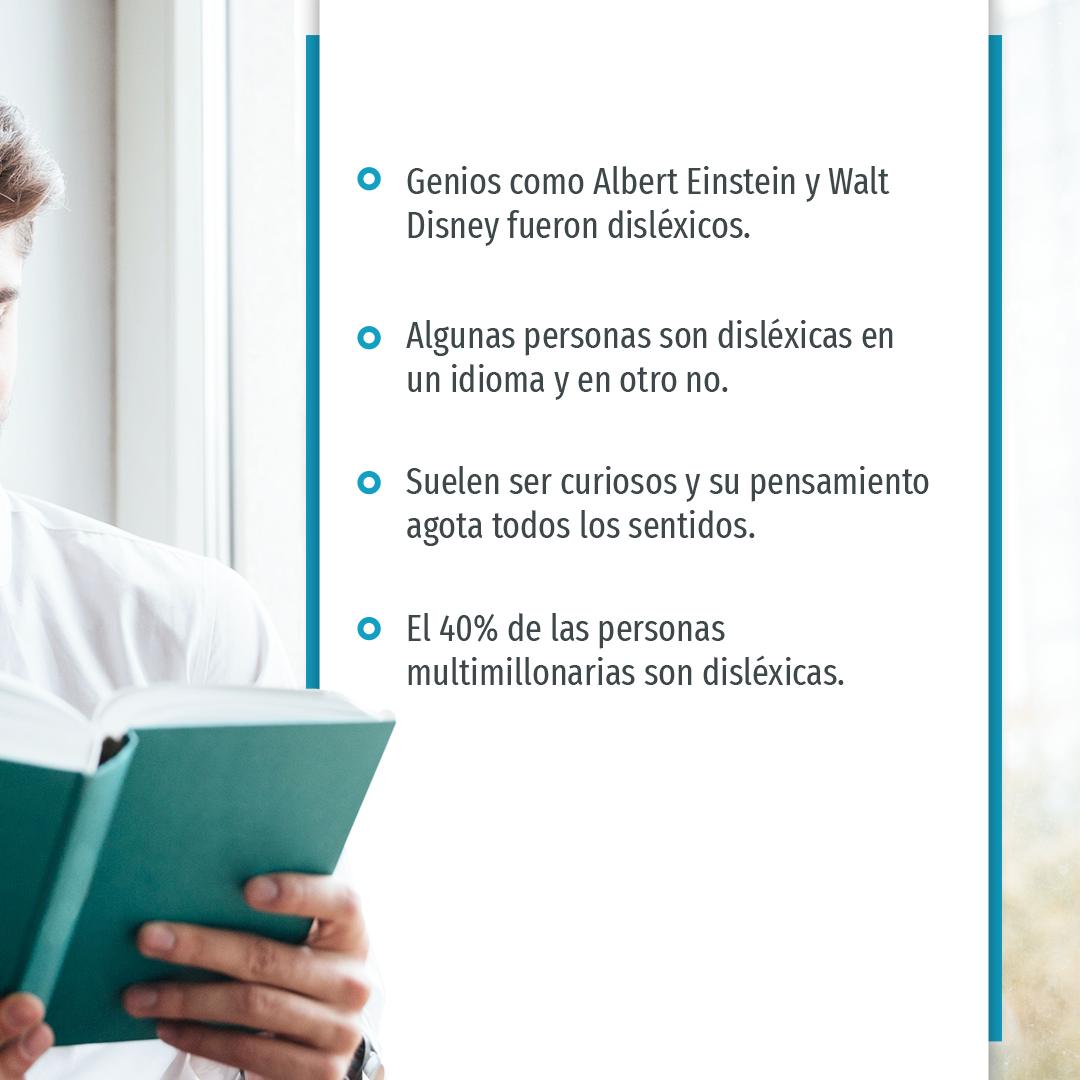 Genios como Albert Einstein y Walt
Disney fueron disléxicos.
Algunas personas son disléxicas en
un idioma y en otro no.
Suelen ser curiosos y su pensamiento
agota todos los sentidos.
El 40% de las personas
multimillonarias son disléxicas.